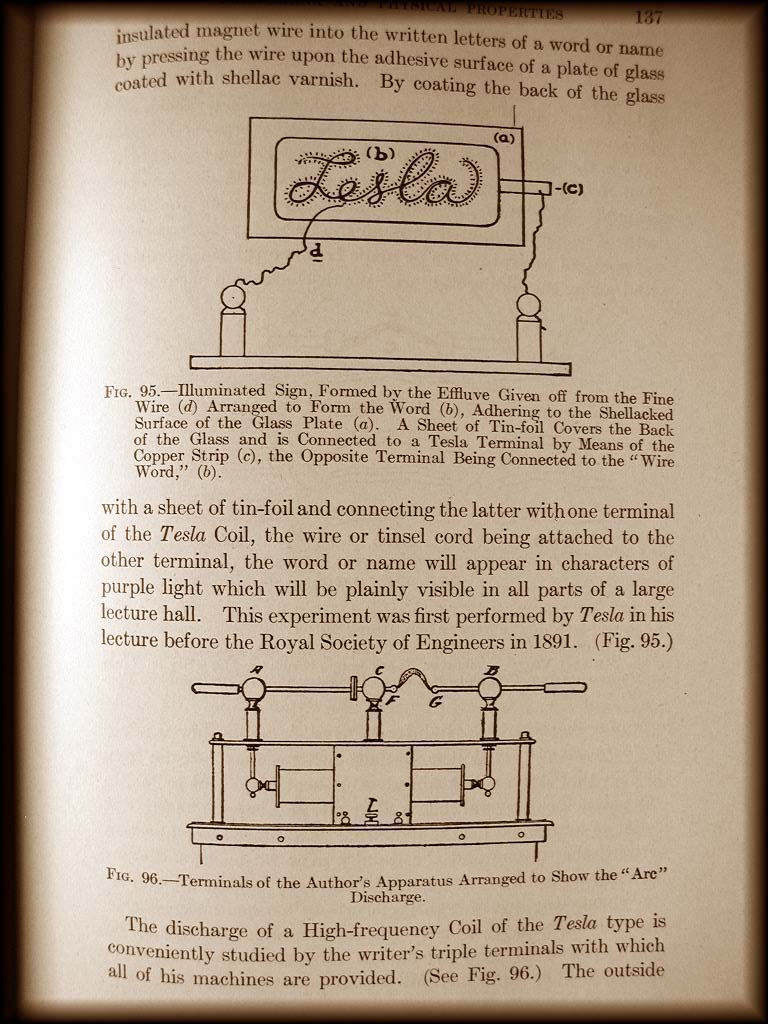 AND PHYSICAL PROPERTIES 137
insulated magnet wire into the written letters of a word or name
by pressing the wire upon the adhesive surface of a plate of glass
coated with shellac varnish. By coating the back of the glass
(a)
(b)
Tesla
-(c)
d
FIG. 95.—Illuminated Sign, Formed by the Effluve Given off from the Fine
Wire (d) Arranged to Form the Word (b), Adhering to the Shellacked
Surface of the Glass Plate (a). A Sheet of Tin-foil Covers the Back
of the Glass and is Connected to a Tesla Terminal by Means of the
Copper Strip (c), the Opposite Terminal Being Connected to the "Wire
Word," (b).
with a sheet of tin-foil and connecting the latter with one terminal
of the Tesla Coil, the wire or tinsel cord being attached to the
other terminal, the word or name will appear in characters of
purple light which will be plainly visible in all parts of a large
lecture hall. This experiment was first performed by Tesla in his
lecture before the Royal Society of Engineers in 1891. (Fig. 95.)
A C B
F G
I
FIG. 96.—Terminals of the Author's Apparatus Arranged to Show the "Arc"
Discharge.
The discharge of a High-frequency Coil of the Tesla type is
conveniently studied by the writer's triple terminals with which
all of his machines are provided. (See Fig. 96.) The outside